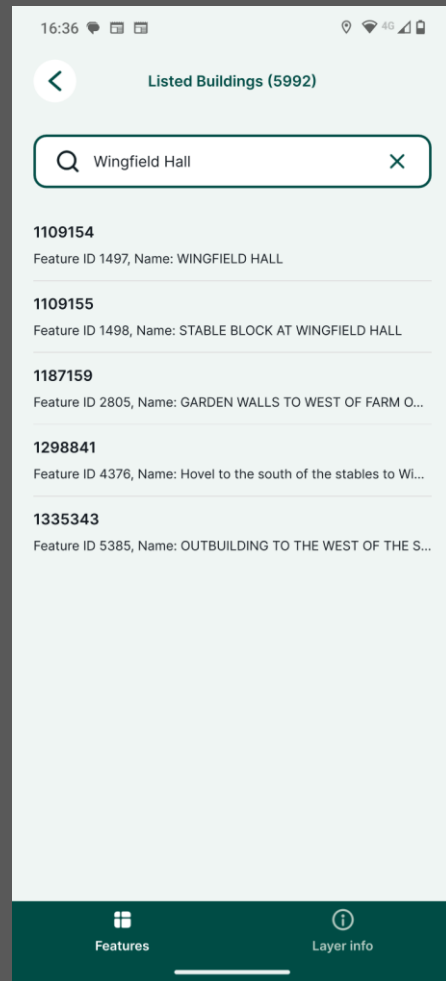 16:36
4G
Listed Buildings (5992)
Wingfield Hall
1109154
Feature ID 1497, Name: WINGFIELD HALL
1109155
Feature ID 1498, Name: STABLE BLOCK AT WINGFIELD HALL
1187159
Feature ID 2805, Name: GARDEN WALLS TO WEST OF FARM O...
1298841
Feature ID 4376, Name: Hovel to the south of the stables to Wi...
1335343
Feature ID 5385, Name: OUTBUILDING TO THE WEST OF THE S...
Features
Layer info